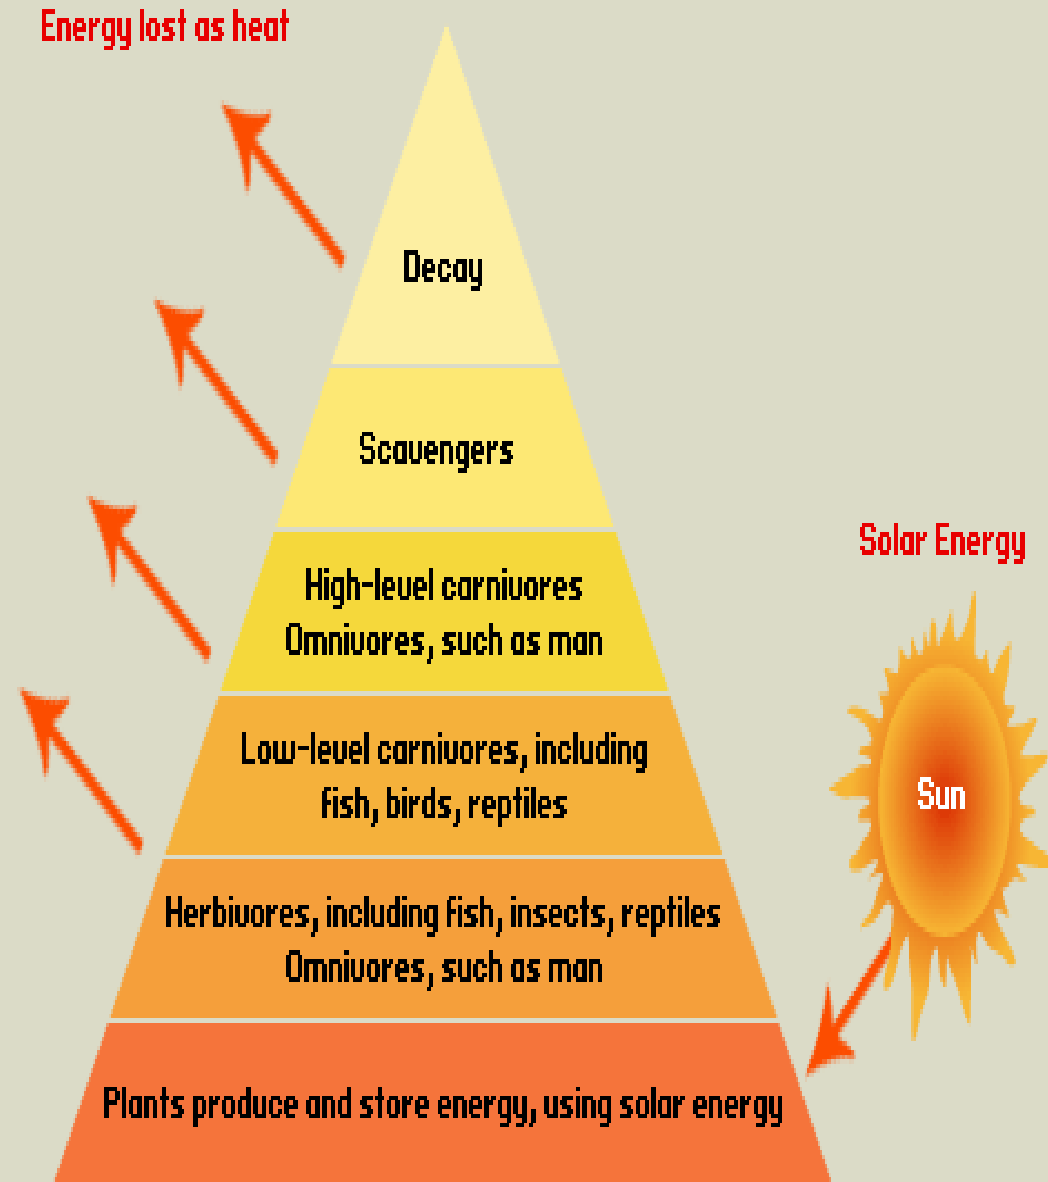 Energy lost as heat
Decay
Scavengers
High-level carnivores
Omnivores, such as man
Solar Energy
Low-level carnivores, including
fish, birds, reptiles
Sun
Herbivores, including fish, insects, reptiles
Omnivores, such as man
Plants produce and store energy, using solar energy